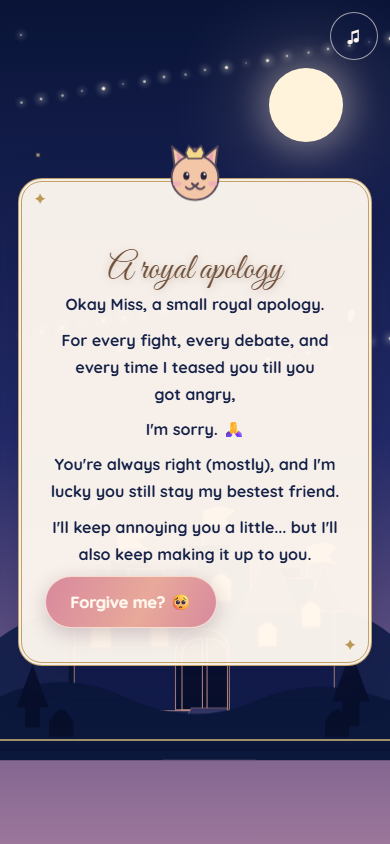 A royal apology
Okay Miss, a small royal apology.
For every fight, every debate, and
every time I teased you till you
got angry,
I'm sorry. 🙏
You're always right (mostly), and I'm
lucky you still stay my bestest friend.
I'll keep annoying you a little... but I'll
also keep making it up to you.
Forgive me? 🥺